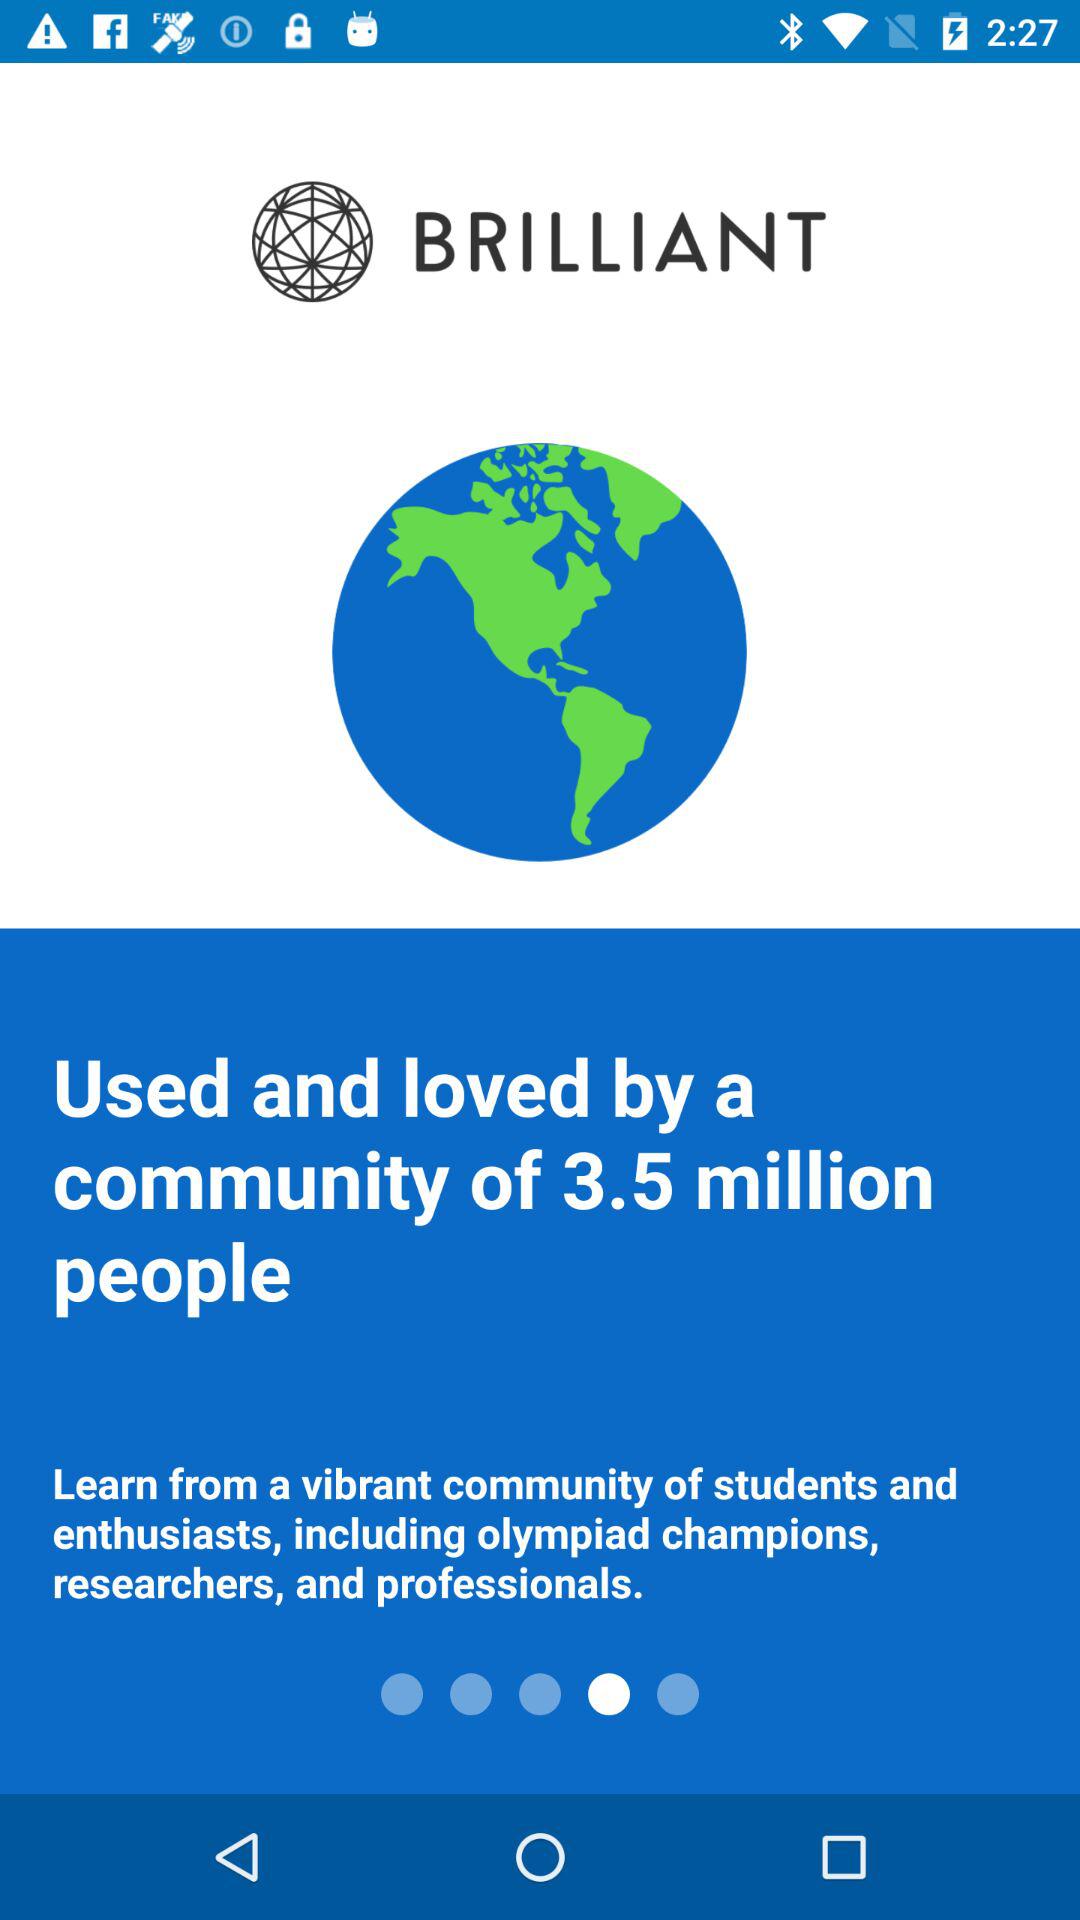 FAKE
2:27
BRILLIANT
Used and loved by a
community of 3.5 million
people
Learn from a vibrant community of students and
enthusiasts, including olympiad champions,
researchers, and professionals.